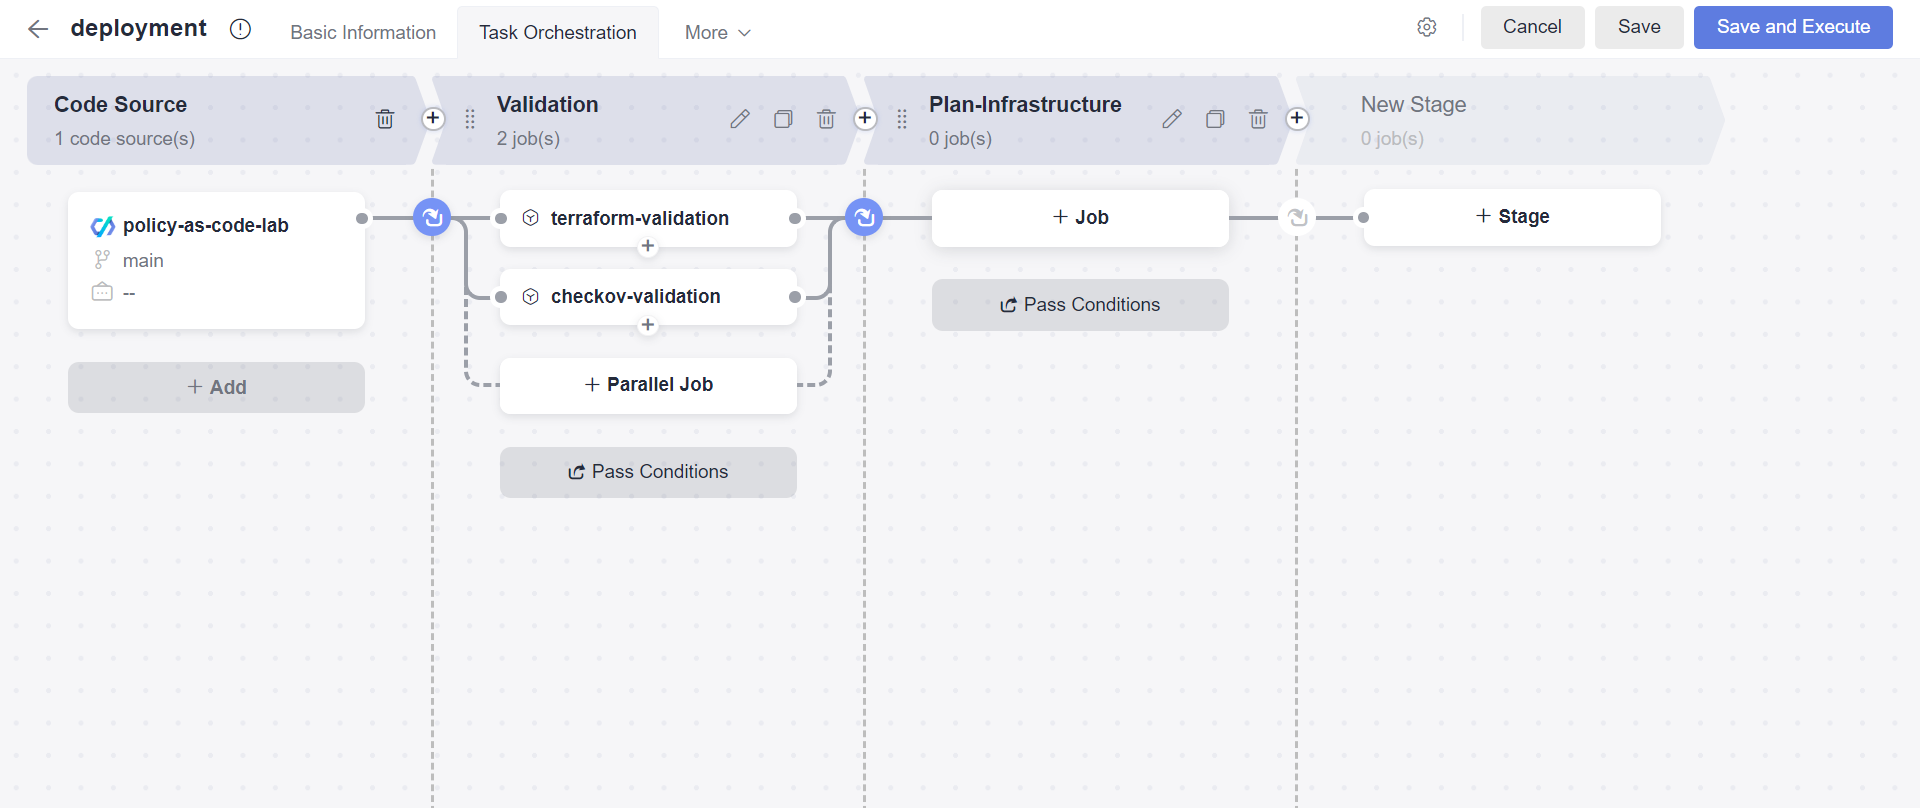 deployment
Basic Information
Task Orchestration
More
Cancel
Save
Save and Execute
Code Source
1 code source(s)
Validation
2 job(s)
Plan-Infrastructure
0 job(s)
New Stage
0 job(s)
policy-as-code-lab
main
--
+ Add
terraform-validation
+
checkov-validation
+
+ Parallel Job
Pass Conditions
+ Job
Pass Conditions
+ Stage